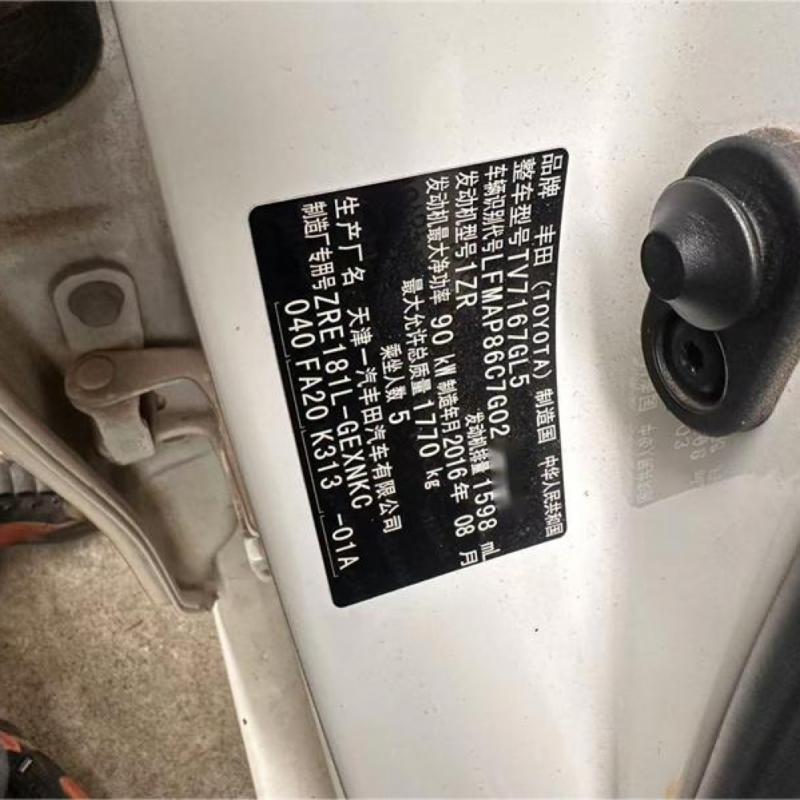 品牌 丰田 (TOYOTA) 制造国 中华人民共和国
整车型号 TV7167GL5
车辆识别代号 LFMAP86C7G02
发动机型号 1ZR 发动机排量 1598 mL
发动机最大净功率 90 kW 制造年月 2016年 08 月
最大允许总质量 1770 kg
乘坐人数 5
生产厂名 天津一汽丰田汽车有限公司
制造厂专用号 ZRE181L-GEXNKC
040 FA20 K313 -01A